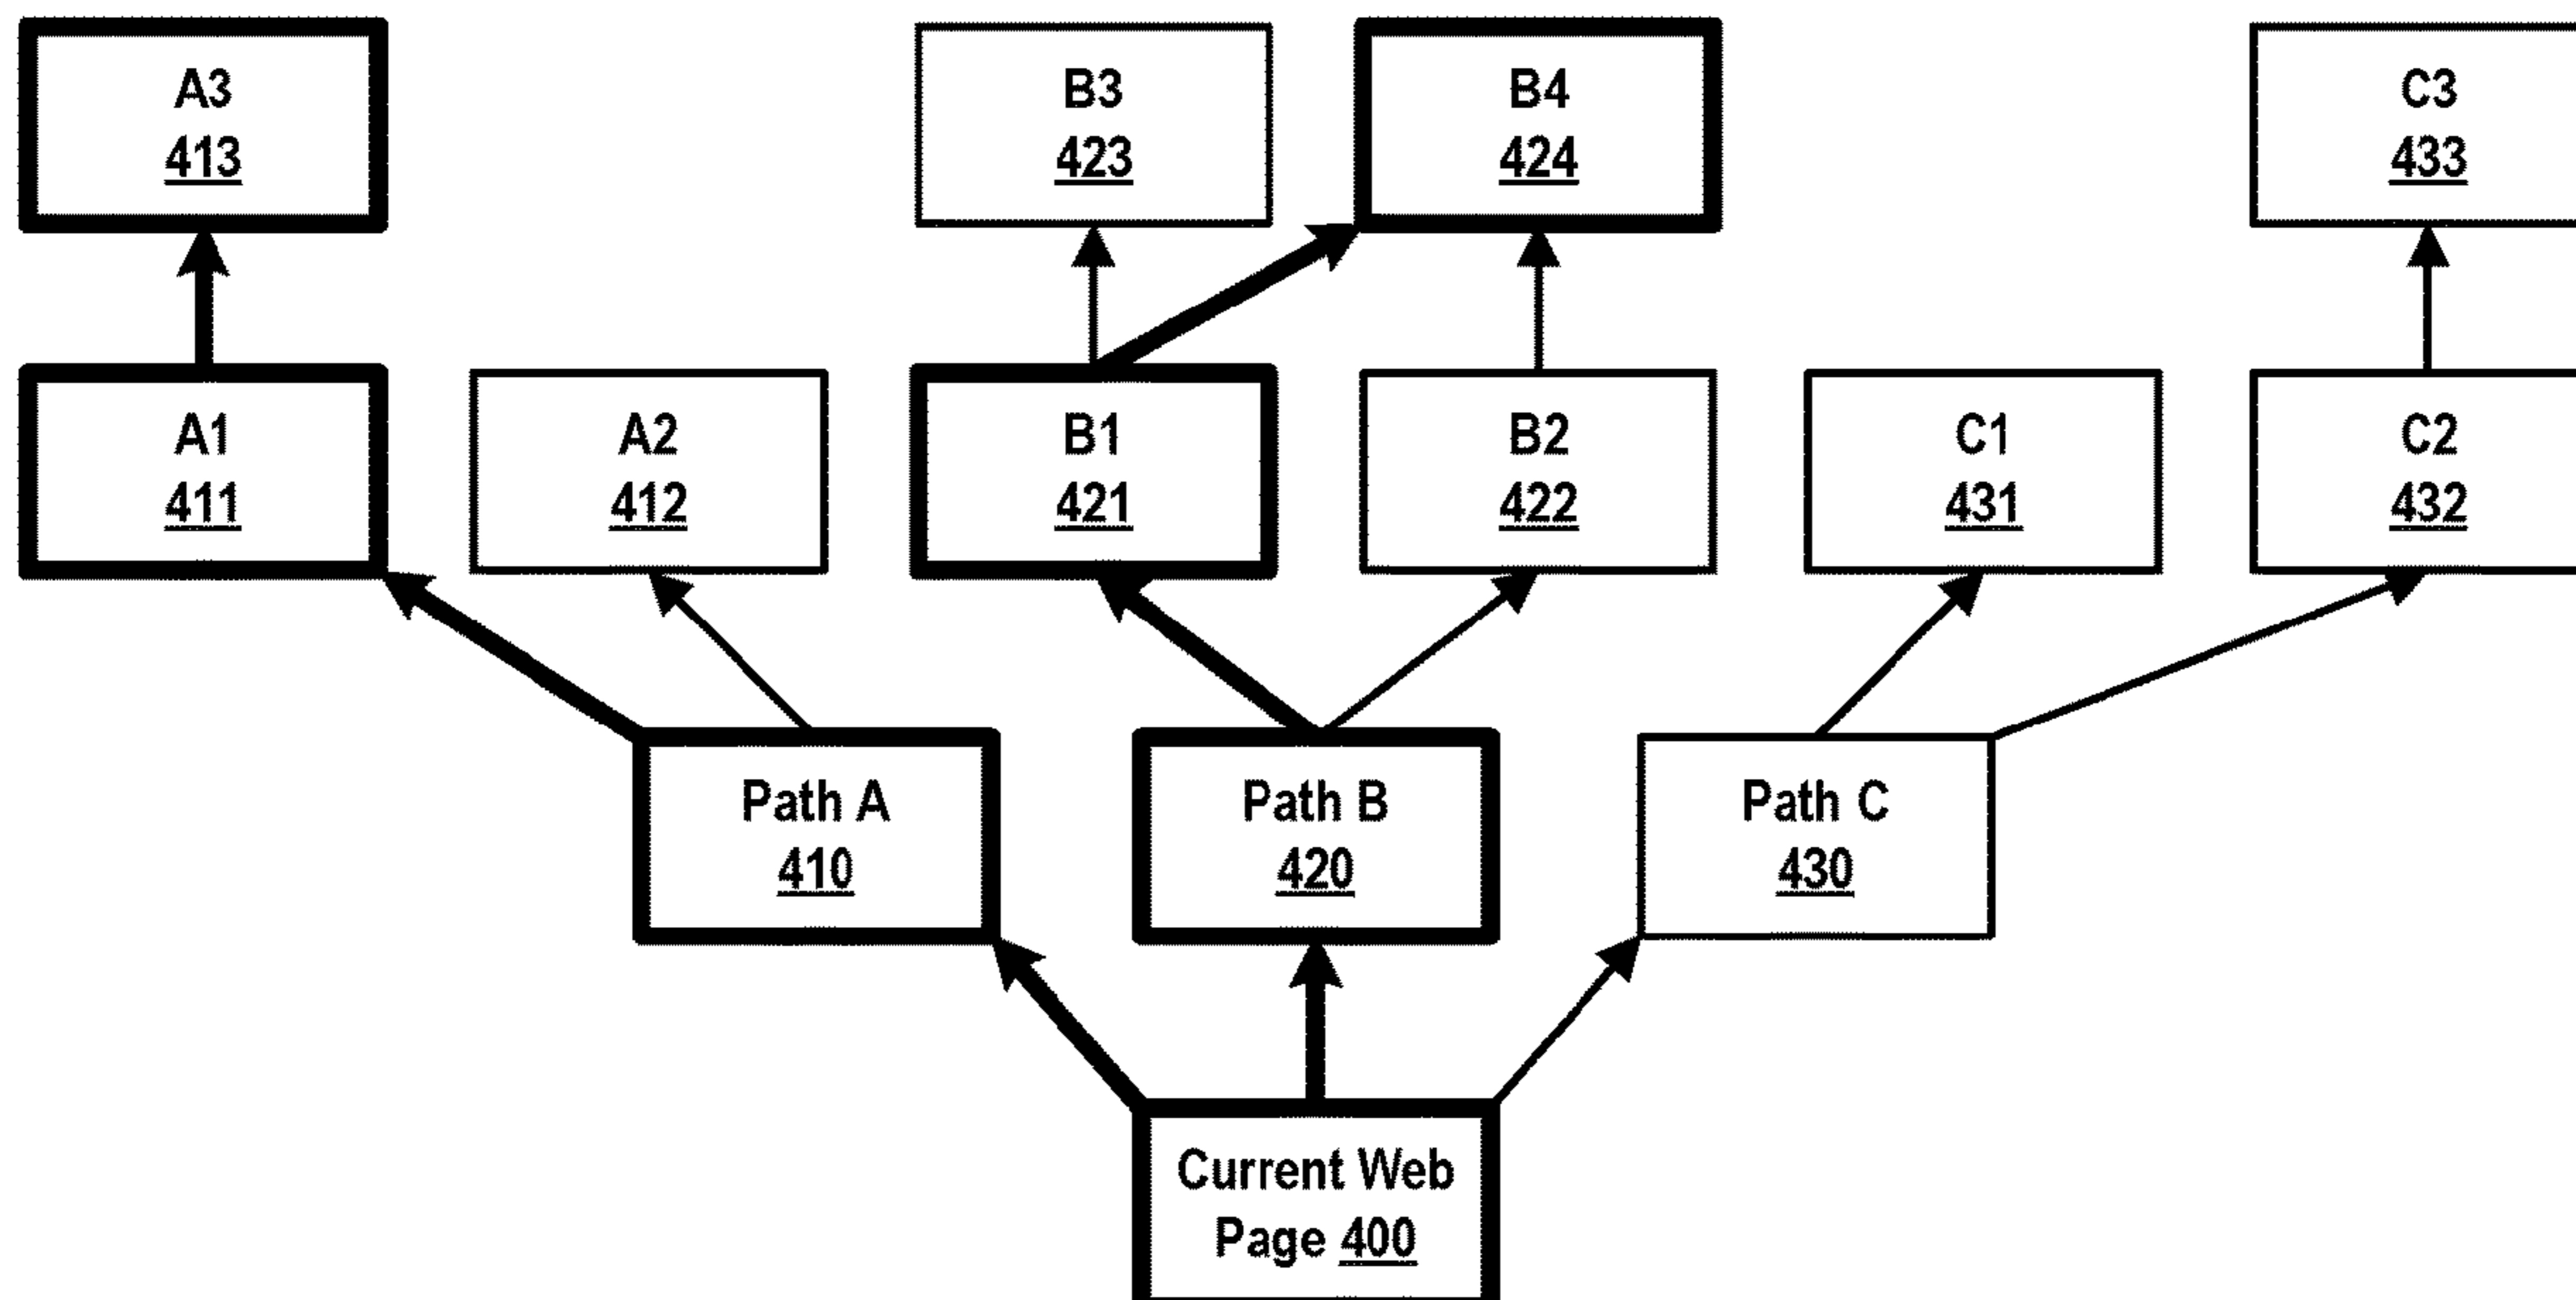 A3
413
B3
423
B4
424
C3
433
A1
411
A2
412
B1
421
B2
422
C1
431
C2
432
Path A
410
Path B
420
Path C
430
Current Web
Page 400